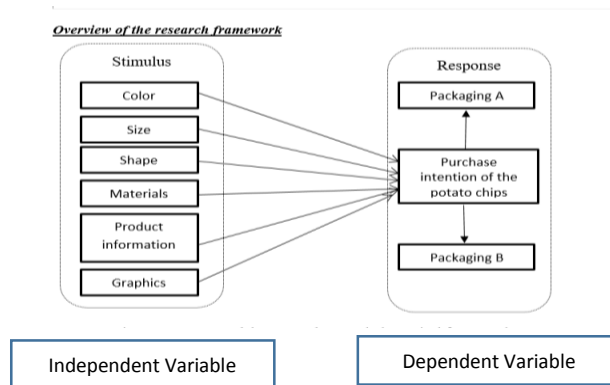 Overview of the research framework
Stimulus
Color
Size
Shape
Materials
Product
information
Graphics
Response
Packaging A
Purchase
intention of the
potato chips
Packaging B
Independent Variable
Dependent Variable